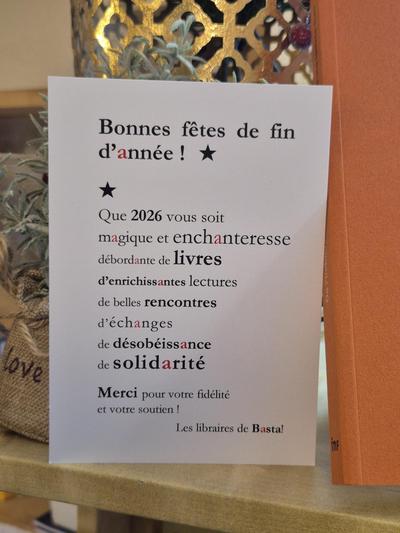 Bonnes fêtes de fin
d'année ! ★
★
Que 2026 vous soit
magique et enchanteresse
débordante de livres
d'enrichissantes lectures
de belles rencontres
d'échanges
de désobéissance
de solidarité
Merci pour votre fidélité
et votre soutien !
Les libraires de Basta!
love